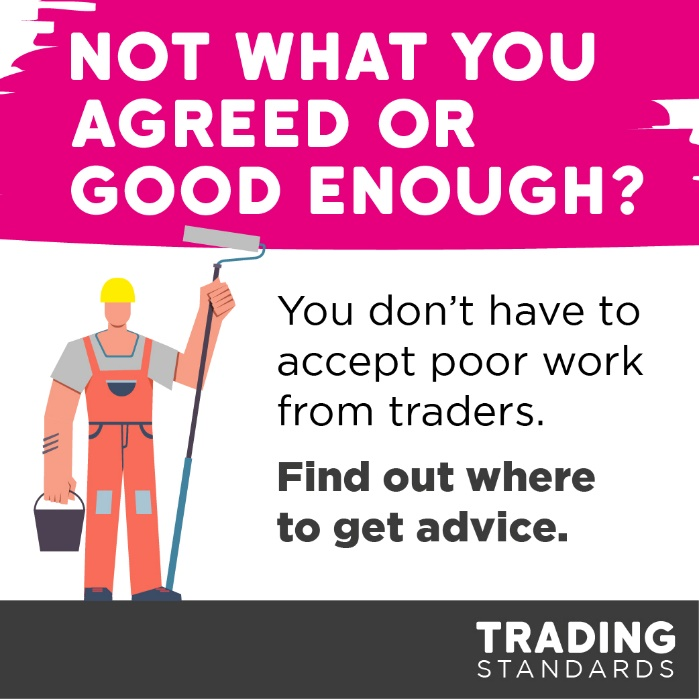 NOT WHAT YOU
AGREED OR
GOOD ENOUGH?
You don't have to
accept poor work
from traders.
Find out where
to get advice.
TRADING
STANDARDS